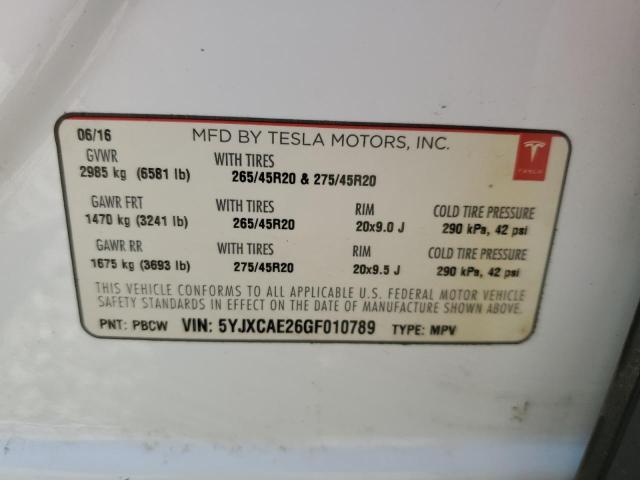 06/16 MFD BY TESLA MOTORS, INC.
GVWR WITH TIRES
2985 kg (6581 lb) 265/45R20 & 275/45R20
TESLA
GAWR FRT WITH TIRES RIM COLD TIRE PRESSURE
1470 kg (3241 lb) 265/45R20 20x9.0 J 290 kPa, 42 psi
GAWR RR WITH TIRES RIM COLD TIRE PRESSURE
1675 kg (3693 lb) 275/45R20 20x9.5 J 290 kPa, 42 psi
THIS VEHICLE CONFORMS TO ALL APPLICABLE U.S. FEDERAL MOTOR VEHICLE
SAFETY STANDARDS IN EFFECT ON THE DATE OF MANUFACTURE SHOWN ABOVE.
PNT: PBCW VIN: 5YJXCAE26GF010789 TYPE: MPV